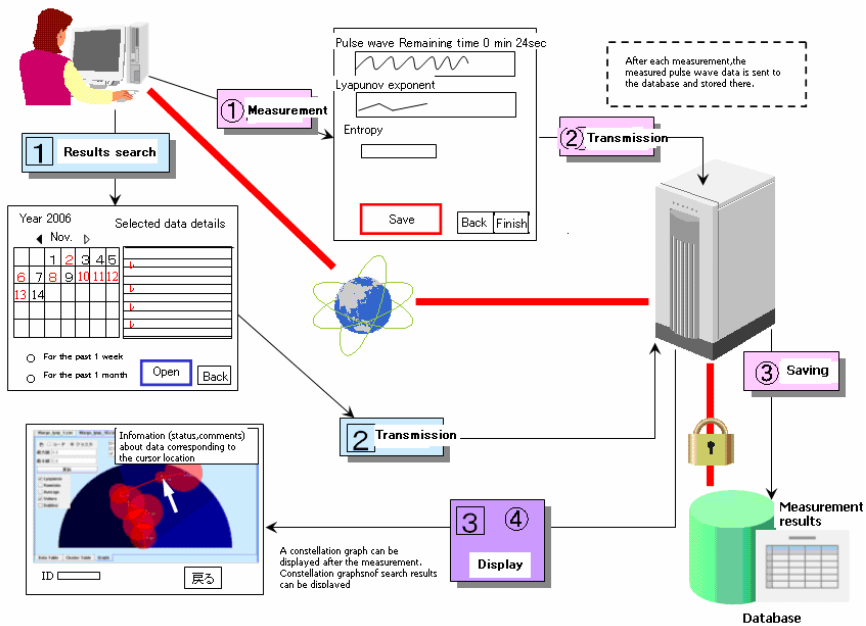 Pulse wave Remaining time 0 min 24sec
Lyapunov exponent
Entropy
Save
Back
Finish
① Measurement
② Transmission
After each measurement,the
measured pulse wave data is sent to
the database and stored there.
1 Results search
Year 2006
Selected data details
Nov.
1 2 3 4 5
6 7 8 9 10 11 12
13 14
For the past 1 week
For the past 1 month
Open
Back
2 Transmission
③ Saving
Infomation (status,comments)
about data corresponding to
the cursor location
ID
戻る
A constellation graph can be
displayed after the measurement.
Constellation graphsnof search results
can be displayed
3 ④
Display
Measurement
results
Database